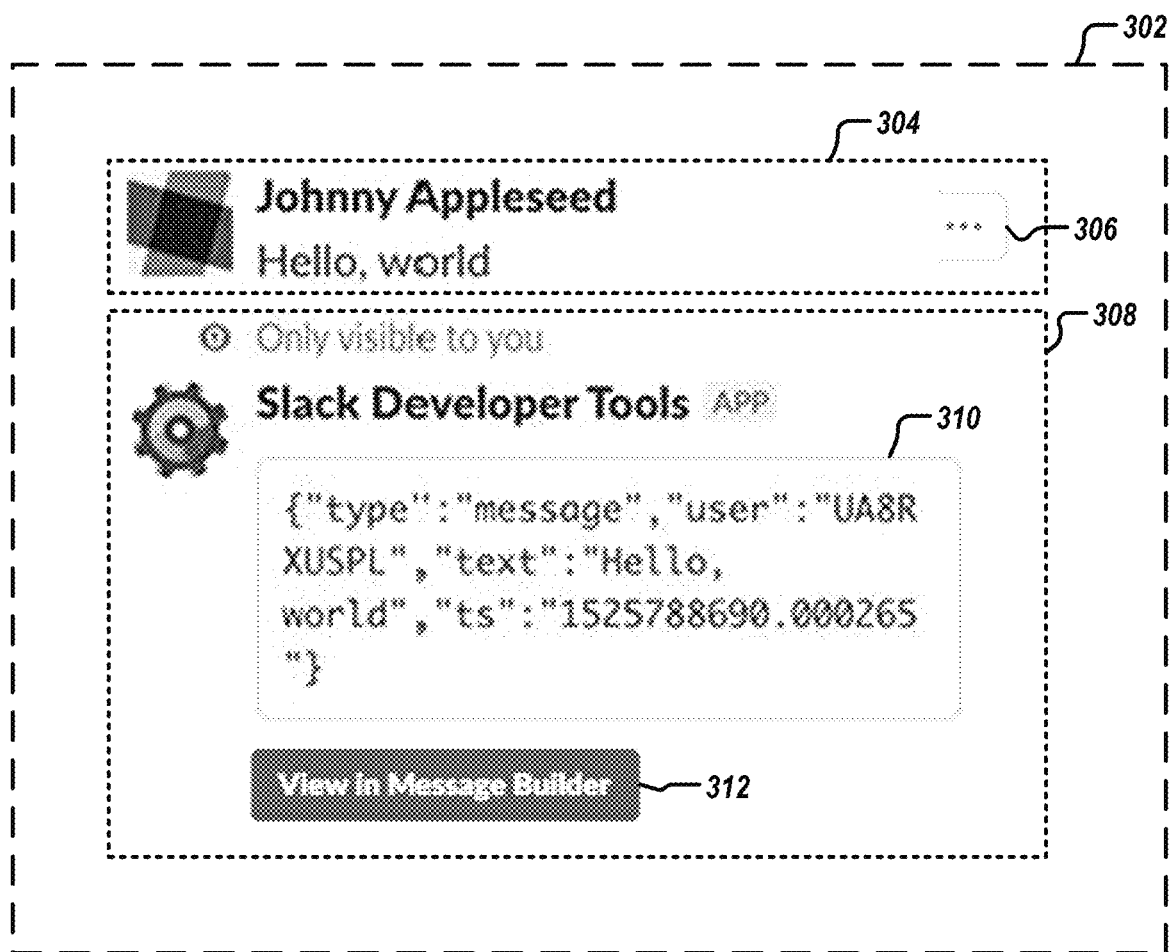 302
304
Johnny Appleseed
Hello, world
...
306
308
Only visible to you
Slack Developer Tools APP
310
{"type":"message","user":"UA8R
XUSPL","text":"Hello,
world","ts":"1525788690.000265
"}
View in Message Builder
312